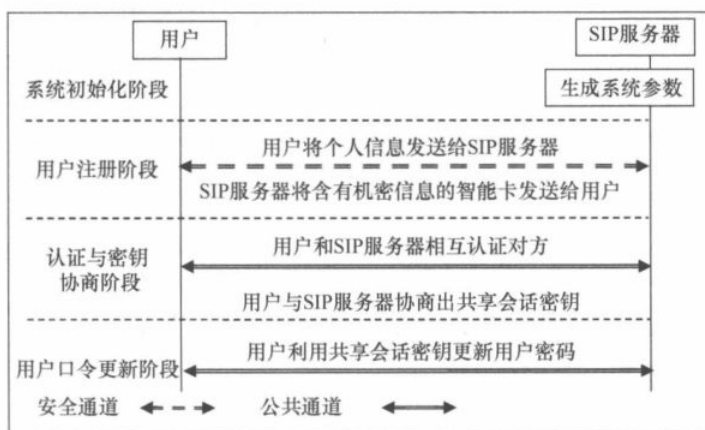 用户
SIP服务器
系统初始化阶段
生成系统参数
用户将个人信息发送给SIP服务器
用户注册阶段
SIP服务器将含有机密信息的智能卡发送给用户
认证与密钥
协商阶段
用户和SIP服务器相互认证对方
用户与SIP服务器协商出共享会话密钥
用户口令更新阶段
用户利用共享会话密钥更新用户密码
安全通道
公共通道